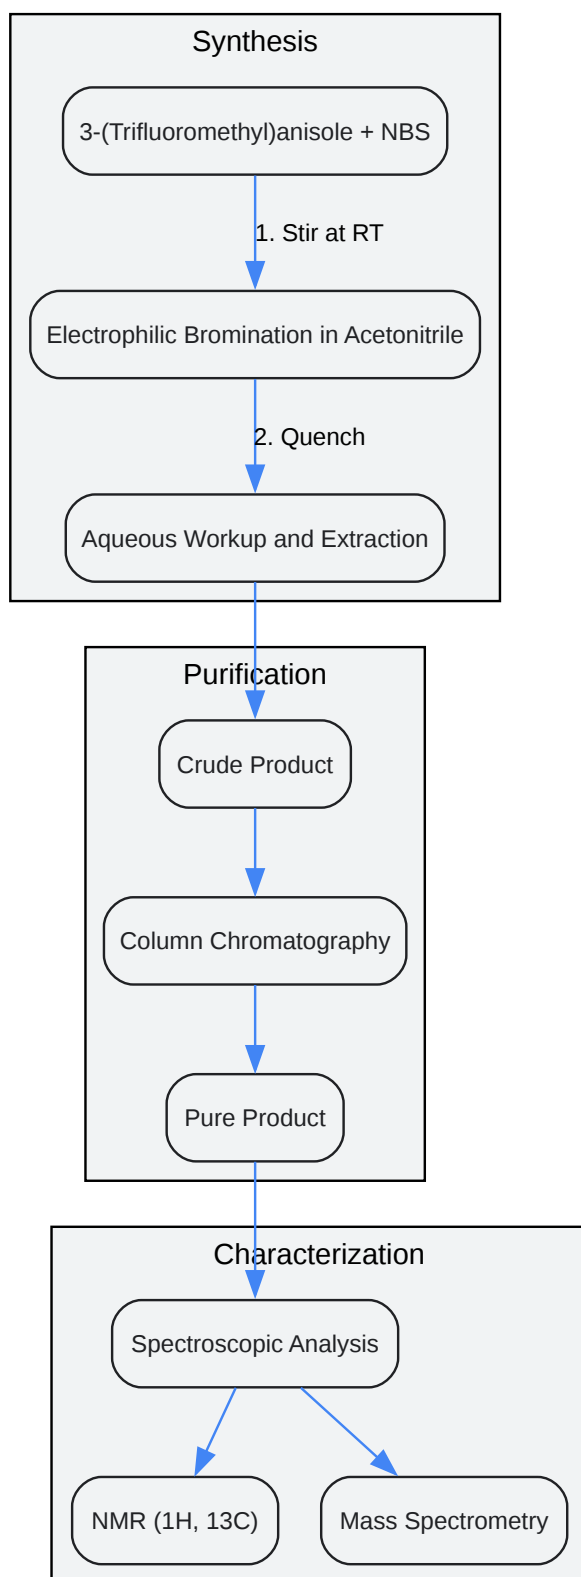 Synthesis
3-(Trifluoromethyl)anisole + NBS
1. Stir at RT
Electrophilic Bromination in Acetonitrile
2. Quench
Aqueous Workup and Extraction
Purification
Crude Product
Column Chromatography
Pure Product
Characterization
Spectroscopic Analysis
NMR (1H, 13C)
Mass Spectrometry